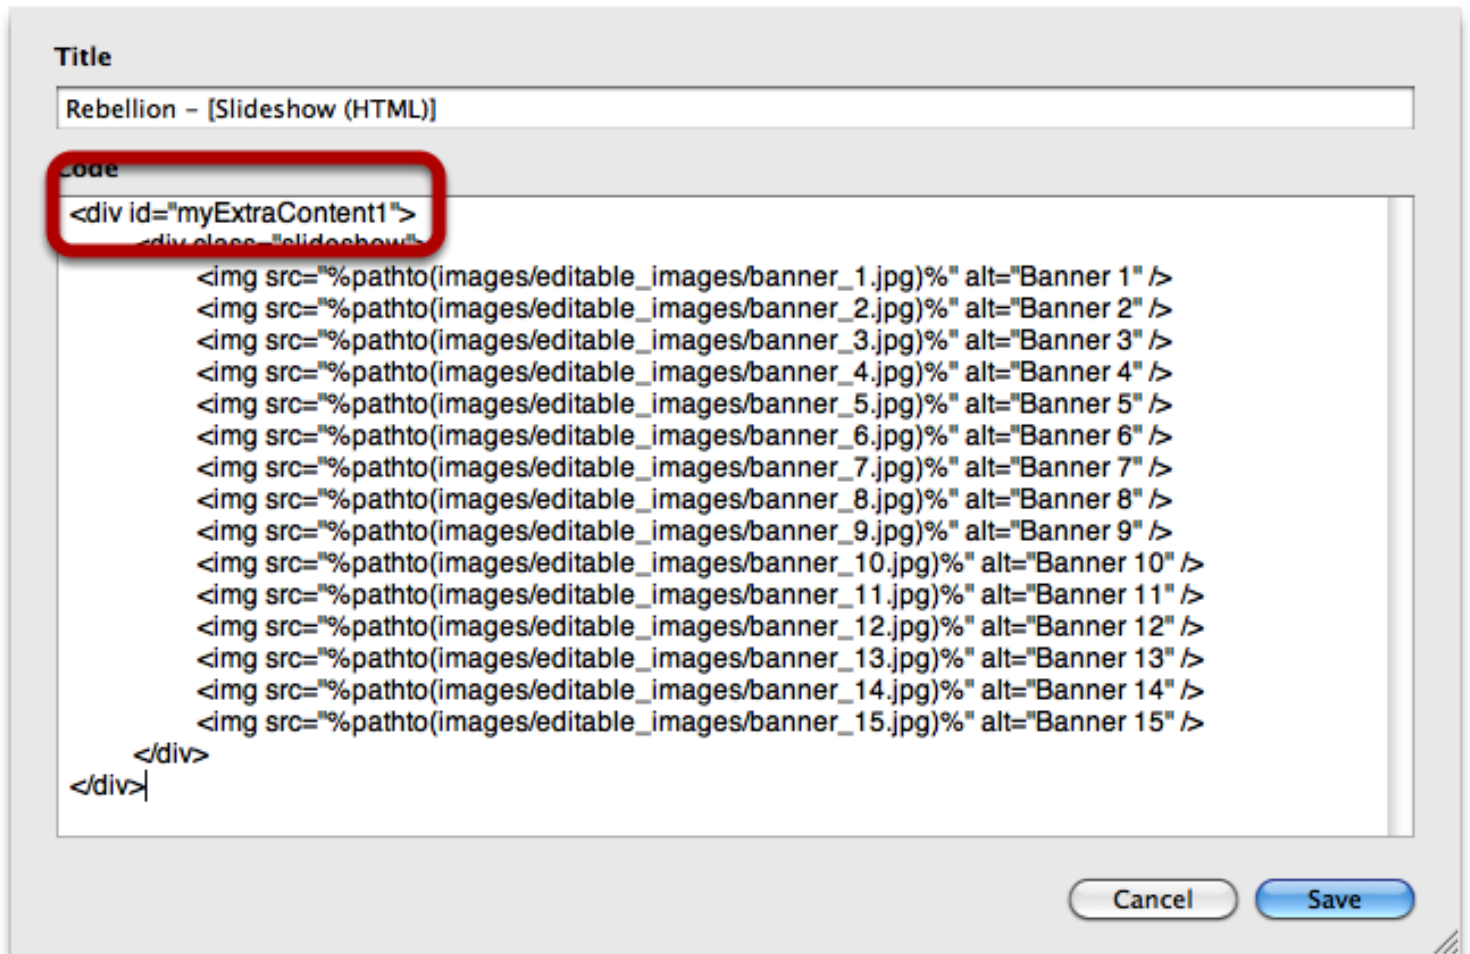 Title
Rebellion – [Slideshow (HTML)]
Code
<div id="myExtraContent1">
<div class="slideshow">
<img src="%pathto(images/editable_images/banner_1.jpg)%" alt="Banner 1" />
<img src="%pathto(images/editable_images/banner_2.jpg)%" alt="Banner 2" />
<img src="%pathto(images/editable_images/banner_3.jpg)%" alt="Banner 3" />
<img src="%pathto(images/editable_images/banner_4.jpg)%" alt="Banner 4" />
<img src="%pathto(images/editable_images/banner_5.jpg)%" alt="Banner 5" />
<img src="%pathto(images/editable_images/banner_6.jpg)%" alt="Banner 6" />
<img src="%pathto(images/editable_images/banner_7.jpg)%" alt="Banner 7" />
<img src="%pathto(images/editable_images/banner_8.jpg)%" alt="Banner 8" />
<img src="%pathto(images/editable_images/banner_9.jpg)%" alt="Banner 9" />
<img src="%pathto(images/editable_images/banner_10.jpg)%" alt="Banner 10" />
<img src="%pathto(images/editable_images/banner_11.jpg)%" alt="Banner 11" />
<img src="%pathto(images/editable_images/banner_12.jpg)%" alt="Banner 12" />
<img src="%pathto(images/editable_images/banner_13.jpg)%" alt="Banner 13" />
<img src="%pathto(images/editable_images/banner_14.jpg)%" alt="Banner 14" />
<img src="%pathto(images/editable_images/banner_15.jpg)%" alt="Banner 15" />
</div>
</div>
Cancel Save